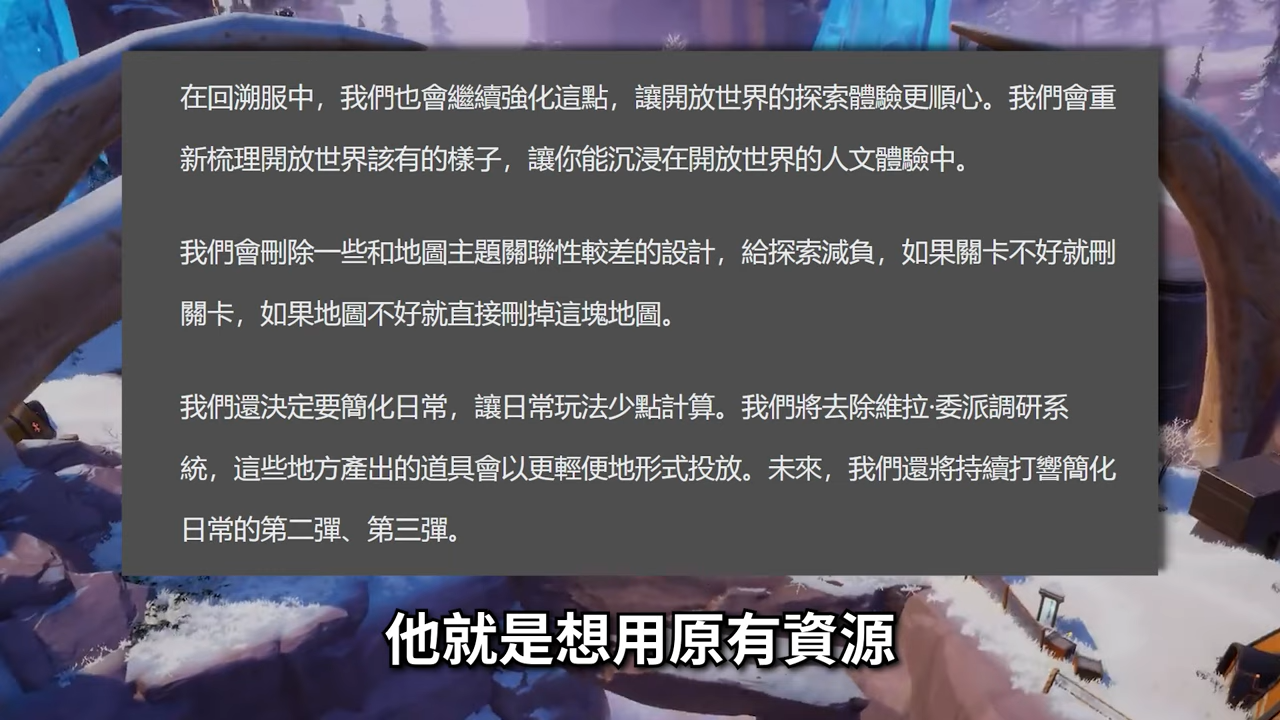 在回溯服中，我們也會繼續強化這點，讓開放世界的探索體驗更順心。我們會重
新梳理開放世界該有的樣子，讓你能沉浸在開放世界的人文體驗中。
我們會刪除一些和地圖主題關聯性較差的設計，給探索減負，如果關卡不好就刪
關卡，如果地圖不好就直接刪掉這塊地圖。
我們還決定要簡化日常，讓日常玩法少點計算。我們將去除維拉·委派調研系
統，這些地方產出的道具會以更輕便地形式投放。未來，我們還將持續打響簡化
日常的第二彈、第三彈。
他就是想用原有資源